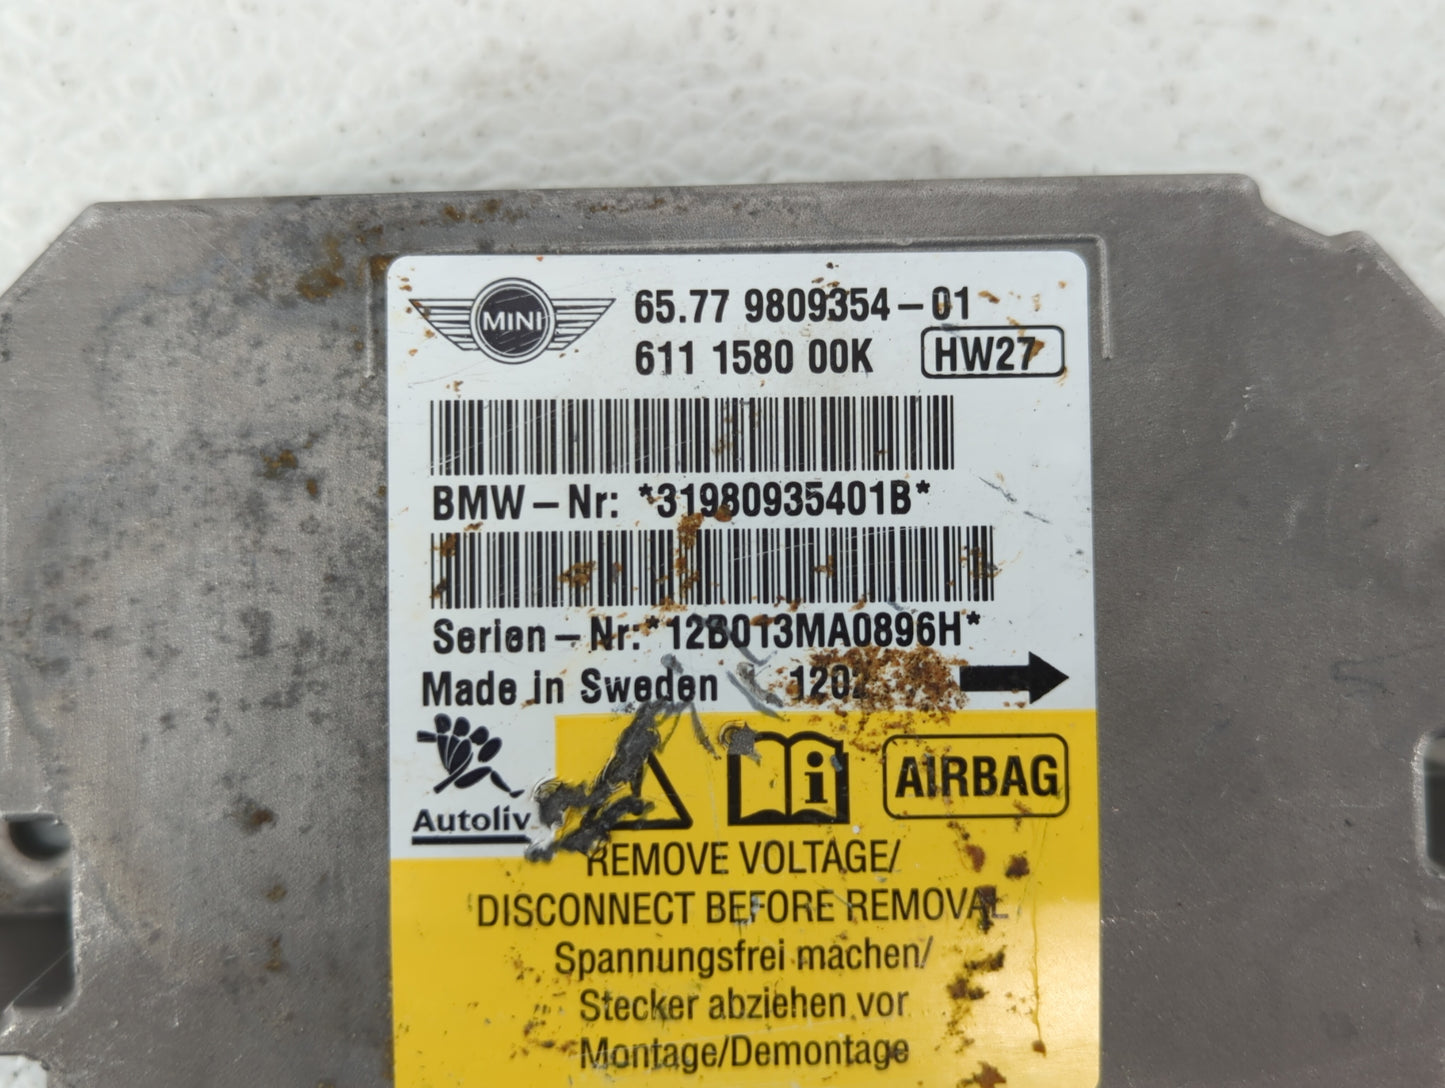 MINI
65.77 9809354-01
611 1580 00K HW27
BMW-Nr: *31980935401B*
Serien-Nr:*12B013MA0896H*
Made in Sweden
Autoliv
AIRBAG
REMOVE VOLTAGE/
DISCONNECT BEFORE REMOVAL
Spannungsfrei machen/
Stecker abziehen vor
Montage/Demontage